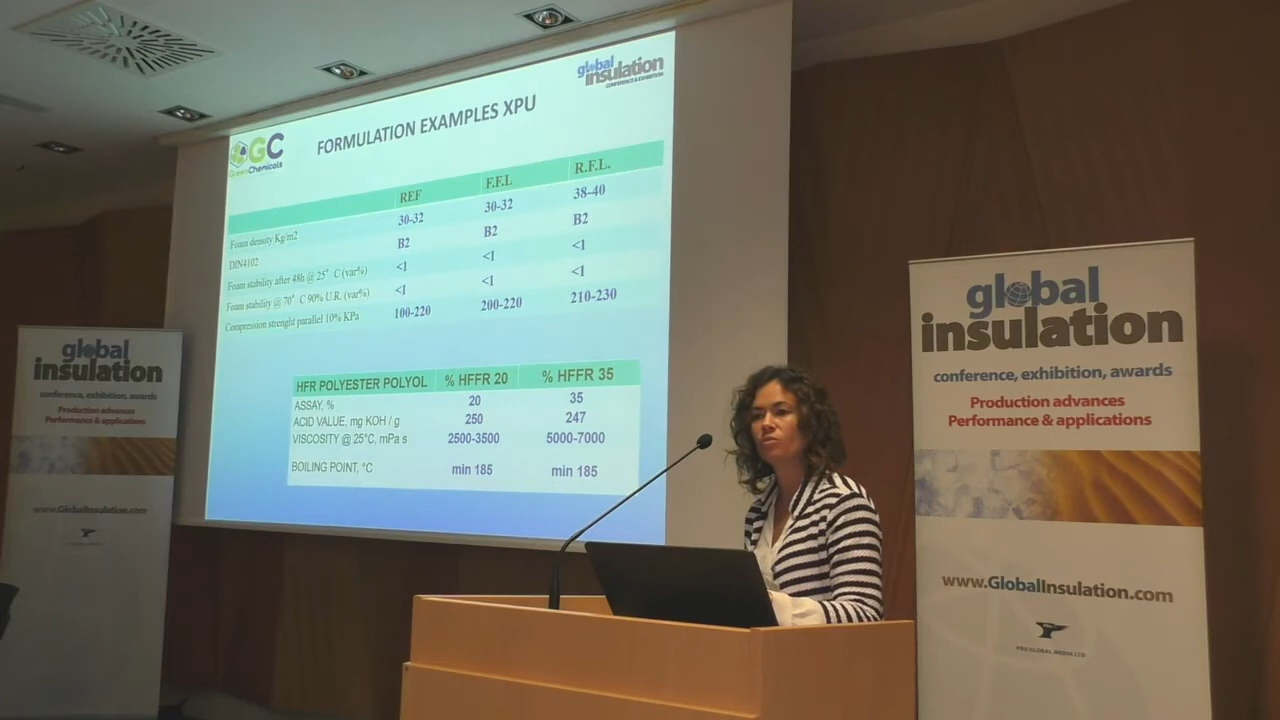 global
insulation
CONFERENCE & EXHIBITION
GC
GreenChemicals
FORMULATION EXAMPLES XPU
REF F.F.L R.F.L.
Foam density Kg/m2 30-32 30-32 38-40
DIN4102 B2 B2 B2
Foam stability after 48h @ 25° C (var%) <1 <1 <1
Foam stability @ 70° C 90% U.R. (var%) <1 <1 <1
Compression strenght parallel 10% KPa 100-220 200-220 210-230
HFR POLYESTER POLYOL % HFFR 20 % HFFR 35
ASSAY, % 20 35
ACID VALUE, mg KOH / g 250 247
VISCOSITY @ 25°C, mPa s 2500-3500 5000-7000
BOILING POINT, °C min 185 min 185
global
insulation
conference, exhibition, awards
Production advances
Performance & applications
www.GlobalInsulation.com
global
insulation
conference, exhibition, awards
Production advances
Performance & applications
www.GlobalInsulation.com
PRO GLOBAL MEDIA LTD